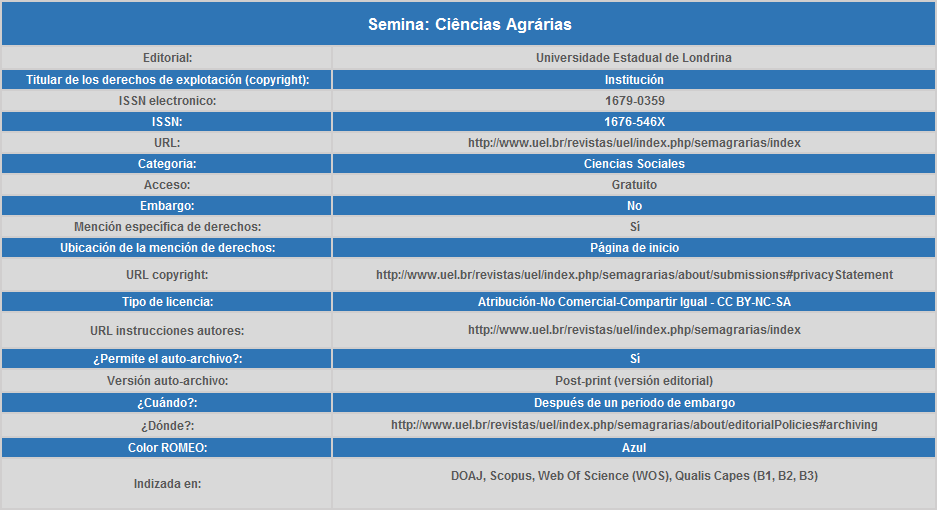 Semina: Ciências Agrárias
Editorial: Universidade Estadual de Londrina
Titular de los derechos de explotación (copyright): Institución
ISSN electronico: 1679-0359
ISSN: 1676-546X
URL: http://www.uel.br/revistas/uel/index.php/semagrarias/index
Categoria: Ciencias Sociales
Acceso: Gratuito
Embargo: No
Mención específica de derechos: Sí
Ubicación de la mención de derechos: Página de inicio
URL copyright: http://www.uel.br/revistas/uel/index.php/semagrarias/about/submissions#privacyStatement
Tipo de licencia: Atribución-No Comercial-Compartir Igual - CC BY-NC-SA
URL instrucciones autores: http://www.uel.br/revistas/uel/index.php/semagrarias/index
¿Permite el auto-archivo?: Sí
Versión auto-archivo: Post-print (versión editorial)
¿Cuándo?: Después de un periodo de embargo
¿Dónde?: http://www.uel.br/revistas/uel/index.php/semagrarias/about/editorialPolicies#archiving
Color ROMEO: Azul
Indizada en: DOAJ, Scopus, Web Of Science (WOS), Qualis Capes (B1, B2, B3)